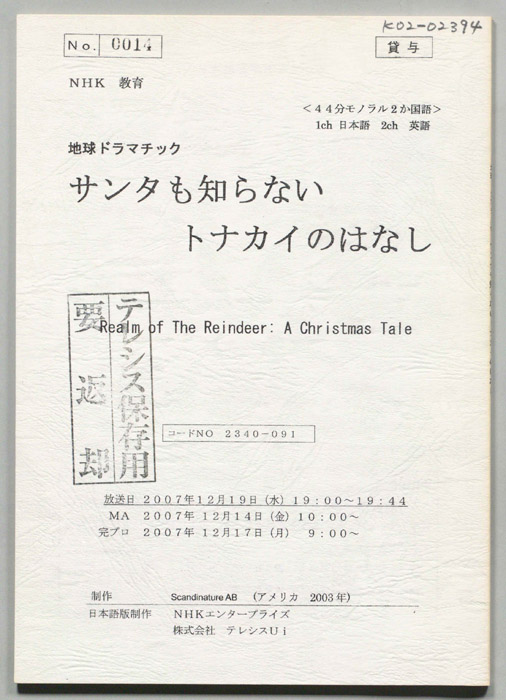 K02-02394
No. 0014
貸与
NHK 教育
<44分モノラル2か国語>
1ch 日本語 2ch 英語
地球ドラマチック
サンタも知らない
トナカイのはなし
Realm of The Reindeer: A Christmas Tale
テレシス保存用
要返却
コードNO 2340-091
放送日 2007年12月19日(水) 19:00~19:44
MA 2007年 12月14日(金) 10:00~
完プロ 2007年 12月17日(月) 9:00~
制作 Scandinature AB (アメリカ 2003年)
日本語版制作 NHKエンタープライズ
株式会社 テレシスUi